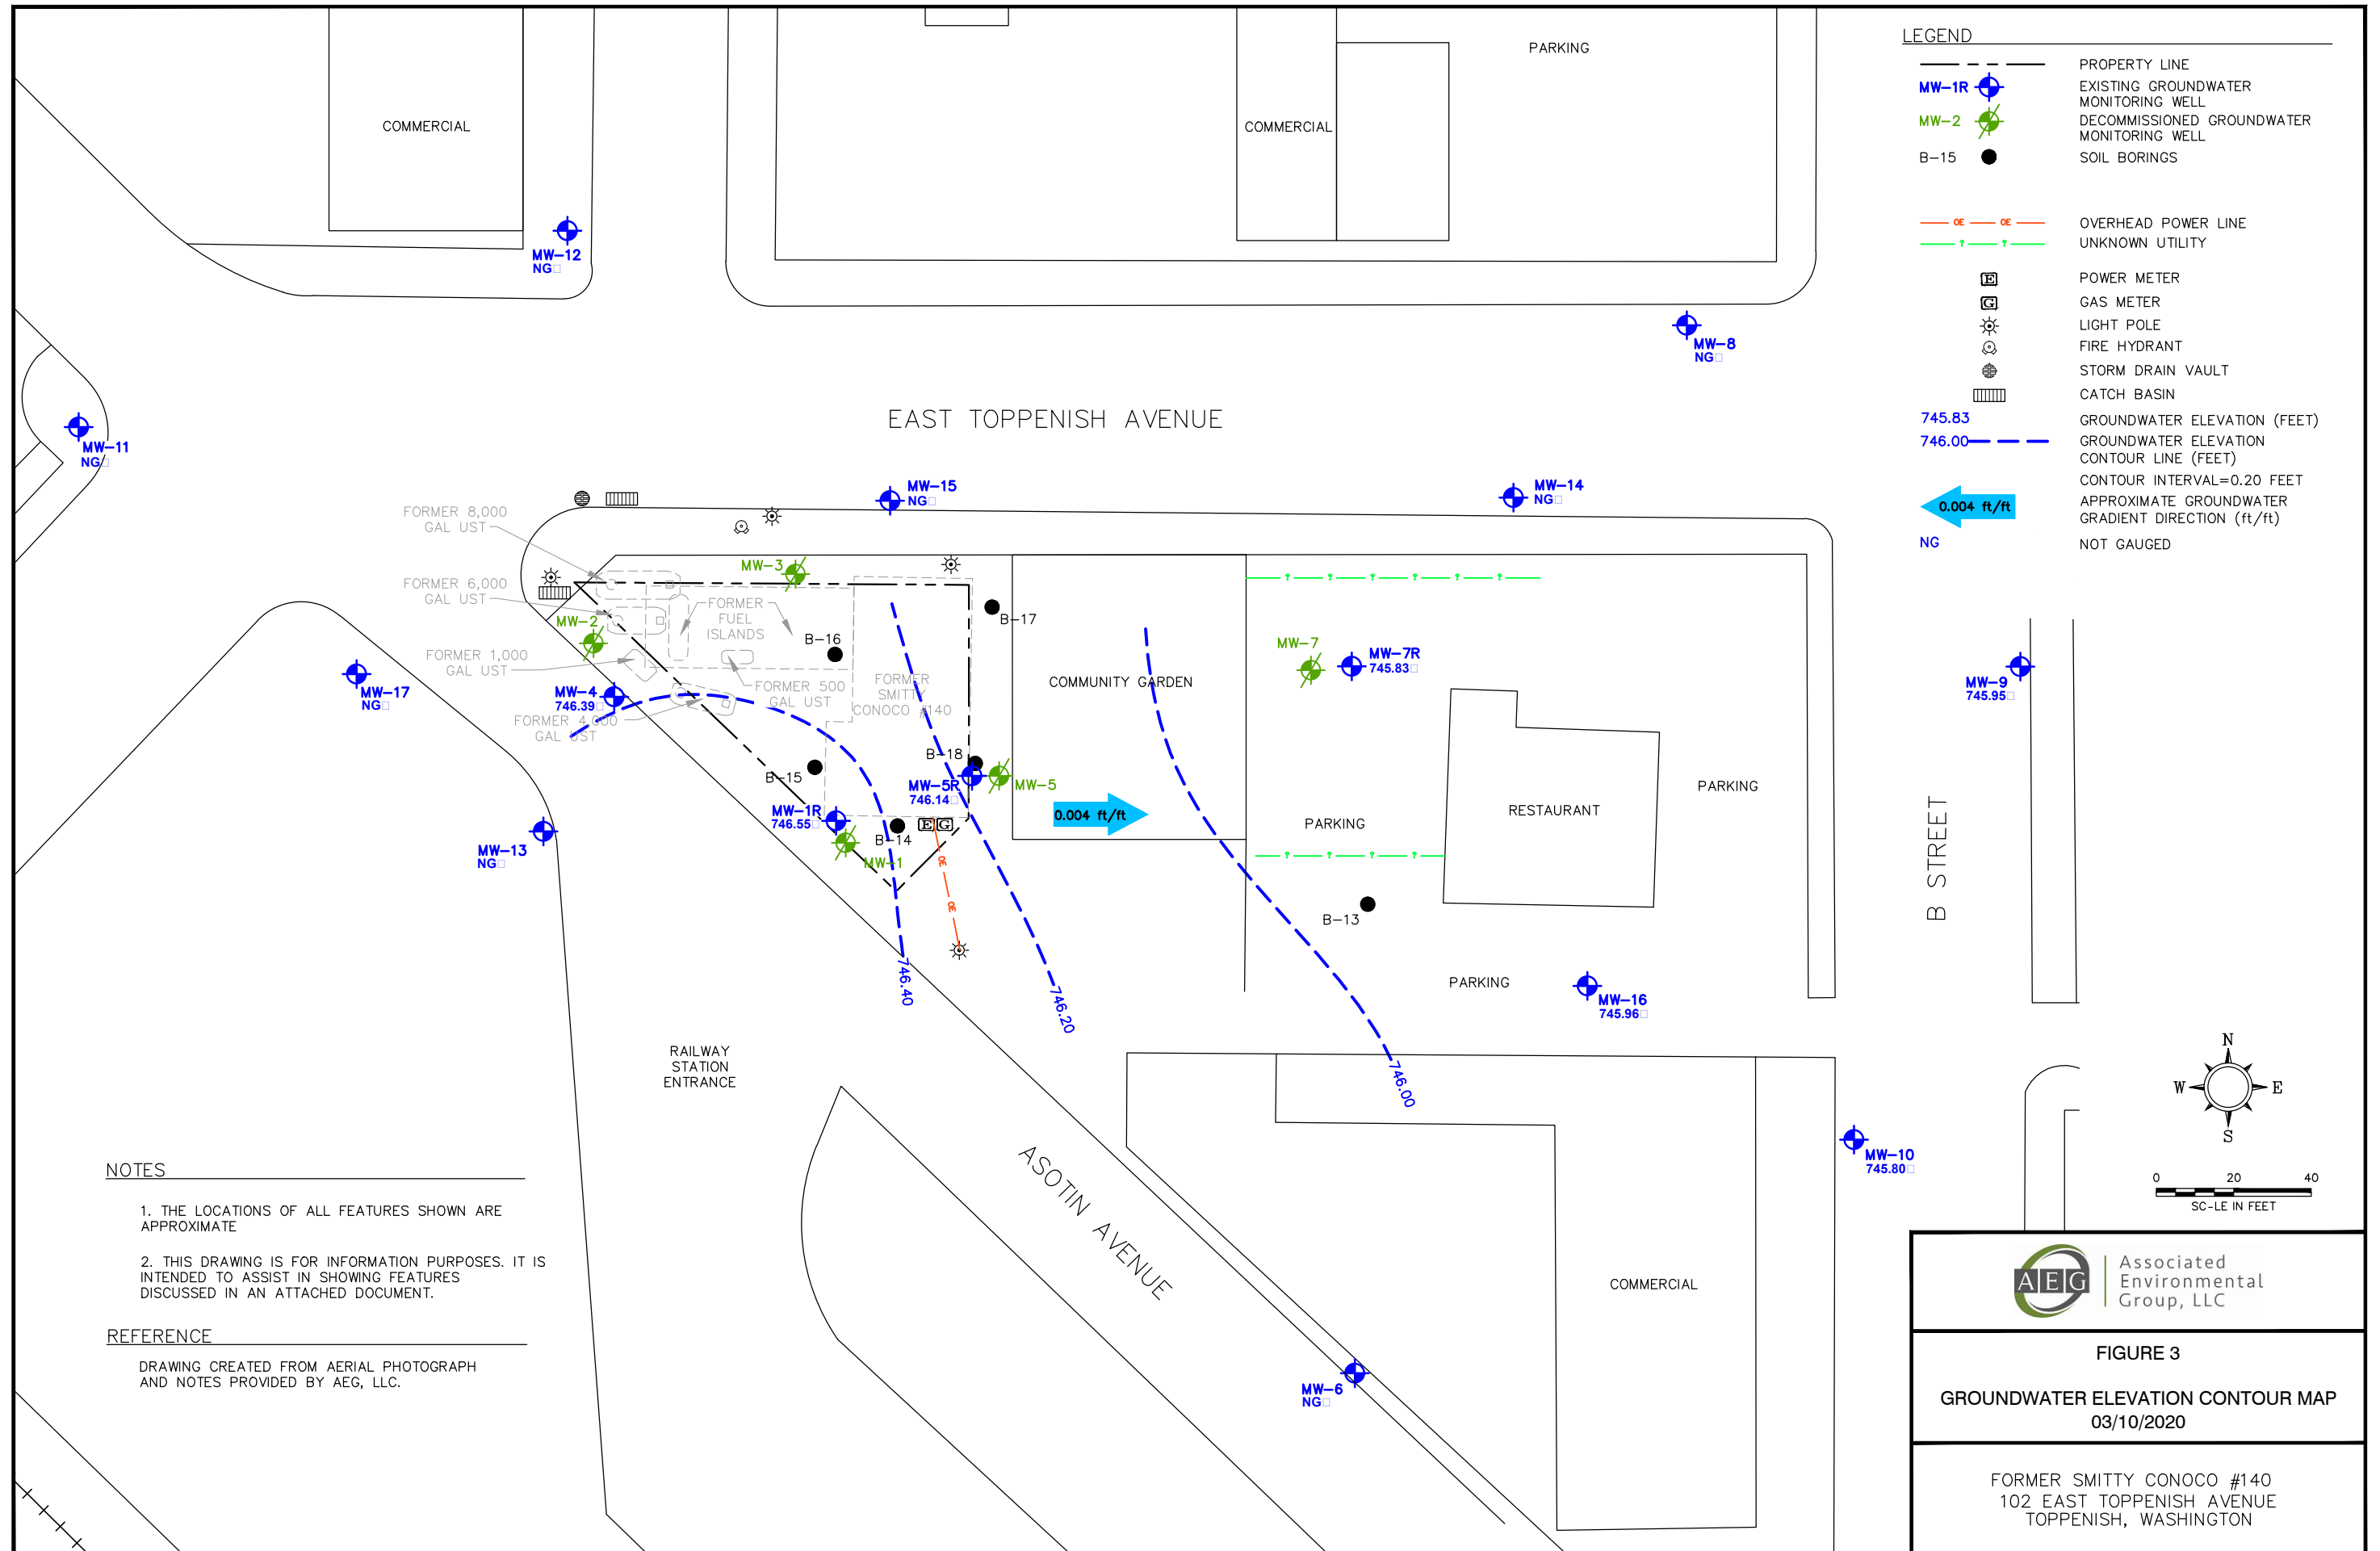 COMMERCIAL
COMMERCIAL
PARKING
MW-12
NG
MW-8
NG
MW-11
NG
EAST TOPPENISH AVENUE
MW-15
NG
MW-14
NG
FORMER 8,000
GAL UST
FORMER 6,000
GAL UST
FORMER 1,000
GAL UST
FORMER 4,000
GAL UST
FORMER
FUEL
ISLANDS
FORMER 500
GAL UST
FORMER
SMITTY
CONOCO #140
MW-3
MW-2
B-16
B-17
MW-17
NG
MW-4
746.39
COMMUNITY GARDEN
MW-7
MW-7R
745.83
MW-9
745.95
B-15
B-18
MW-5R
746.14
MW-5
MW-1R
746.55
B-14
E
G
MW-1
OE
OE
0.004 ft/ft
? ? ? ? ? ?
PARKING
? ? ? ?
RESTAURANT
PARKING
B STREET
MW-13
NG
B-13
PARKING
MW-16
745.96
746.40
746.20
746.00
RAILWAY
STATION
ENTRANCE
ASOTIN AVENUE
MW-10
745.80
MW-6
NG
COMMERCIAL
LEGEND
PROPERTY LINE
MW-1R
EXISTING GROUNDWATER
MONITORING WELL
MW-2
DECOMMISSIONED GROUNDWATER
MONITORING WELL
B-15
SOIL BORINGS
OE OE
OVERHEAD POWER LINE
? ?
UNKNOWN UTILITY
E
POWER METER
G
GAS METER
LIGHT POLE
FIRE HYDRANT
STORM DRAIN VAULT
CATCH BASIN
745.83
GROUNDWATER ELEVATION (FEET)
746.00
GROUNDWATER ELEVATION
CONTOUR LINE (FEET)
CONTOUR INTERVAL=0.20 FEET
0.004 ft/ft
APPROXIMATE GROUNDWATER
GRADIENT DIRECTION (ft/ft)
NG
NOT GAUGED
N
W E
S
0 20 40
SC-LE IN FEET
NOTES
1. THE LOCATIONS OF ALL FEATURES SHOWN ARE
APPROXIMATE
2. THIS DRAWING IS FOR INFORMATION PURPOSES. IT IS
INTENDED TO ASSIST IN SHOWING FEATURES
DISCUSSED IN AN ATTACHED DOCUMENT.
REFERENCE
DRAWING CREATED FROM AERIAL PHOTOGRAPH
AND NOTES PROVIDED BY AEG, LLC.
AEG
Associated
Environmental
Group, LLC
FIGURE 3
GROUNDWATER ELEVATION CONTOUR MAP
03/10/2020
FORMER SMITTY CONOCO #140
102 EAST TOPPENISH AVENUE
TOPPENISH, WASHINGTON